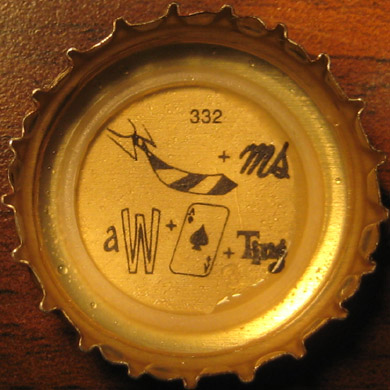 332
+ ms
aW + + Ting